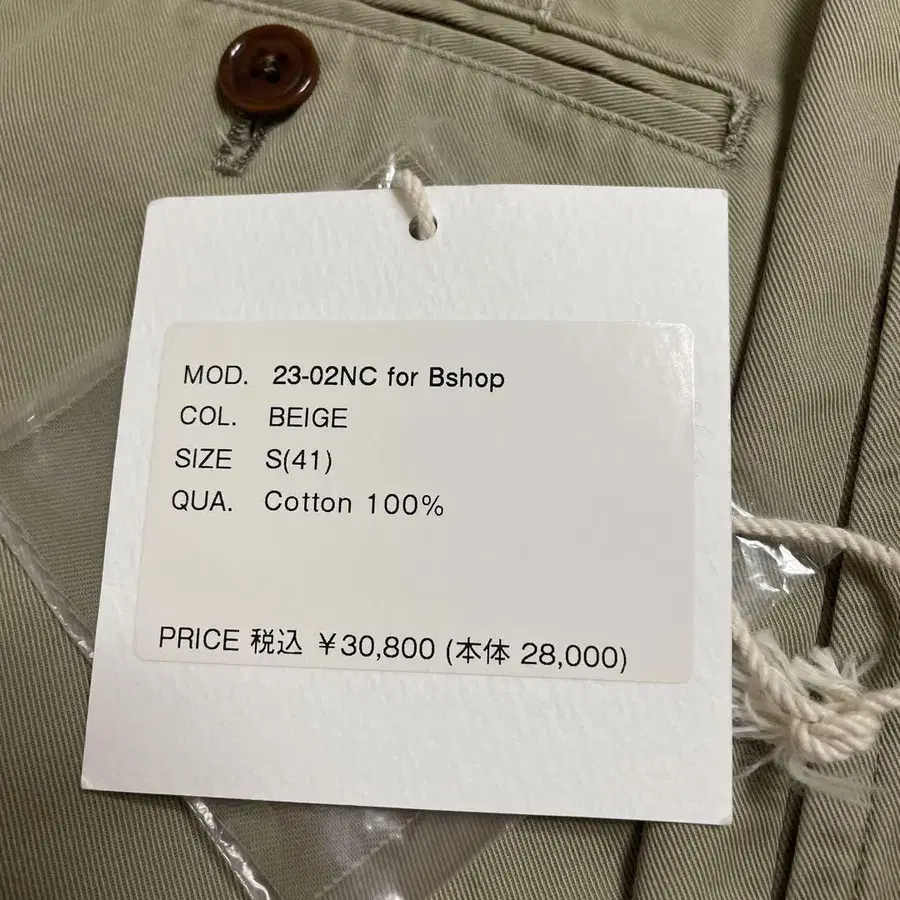 MOD. 23-02NC for Bshop
COL. BEIGE
SIZE S(41)
QUA. Cotton 100%
PRICE 税込 ¥30,800 (本体 28,000)